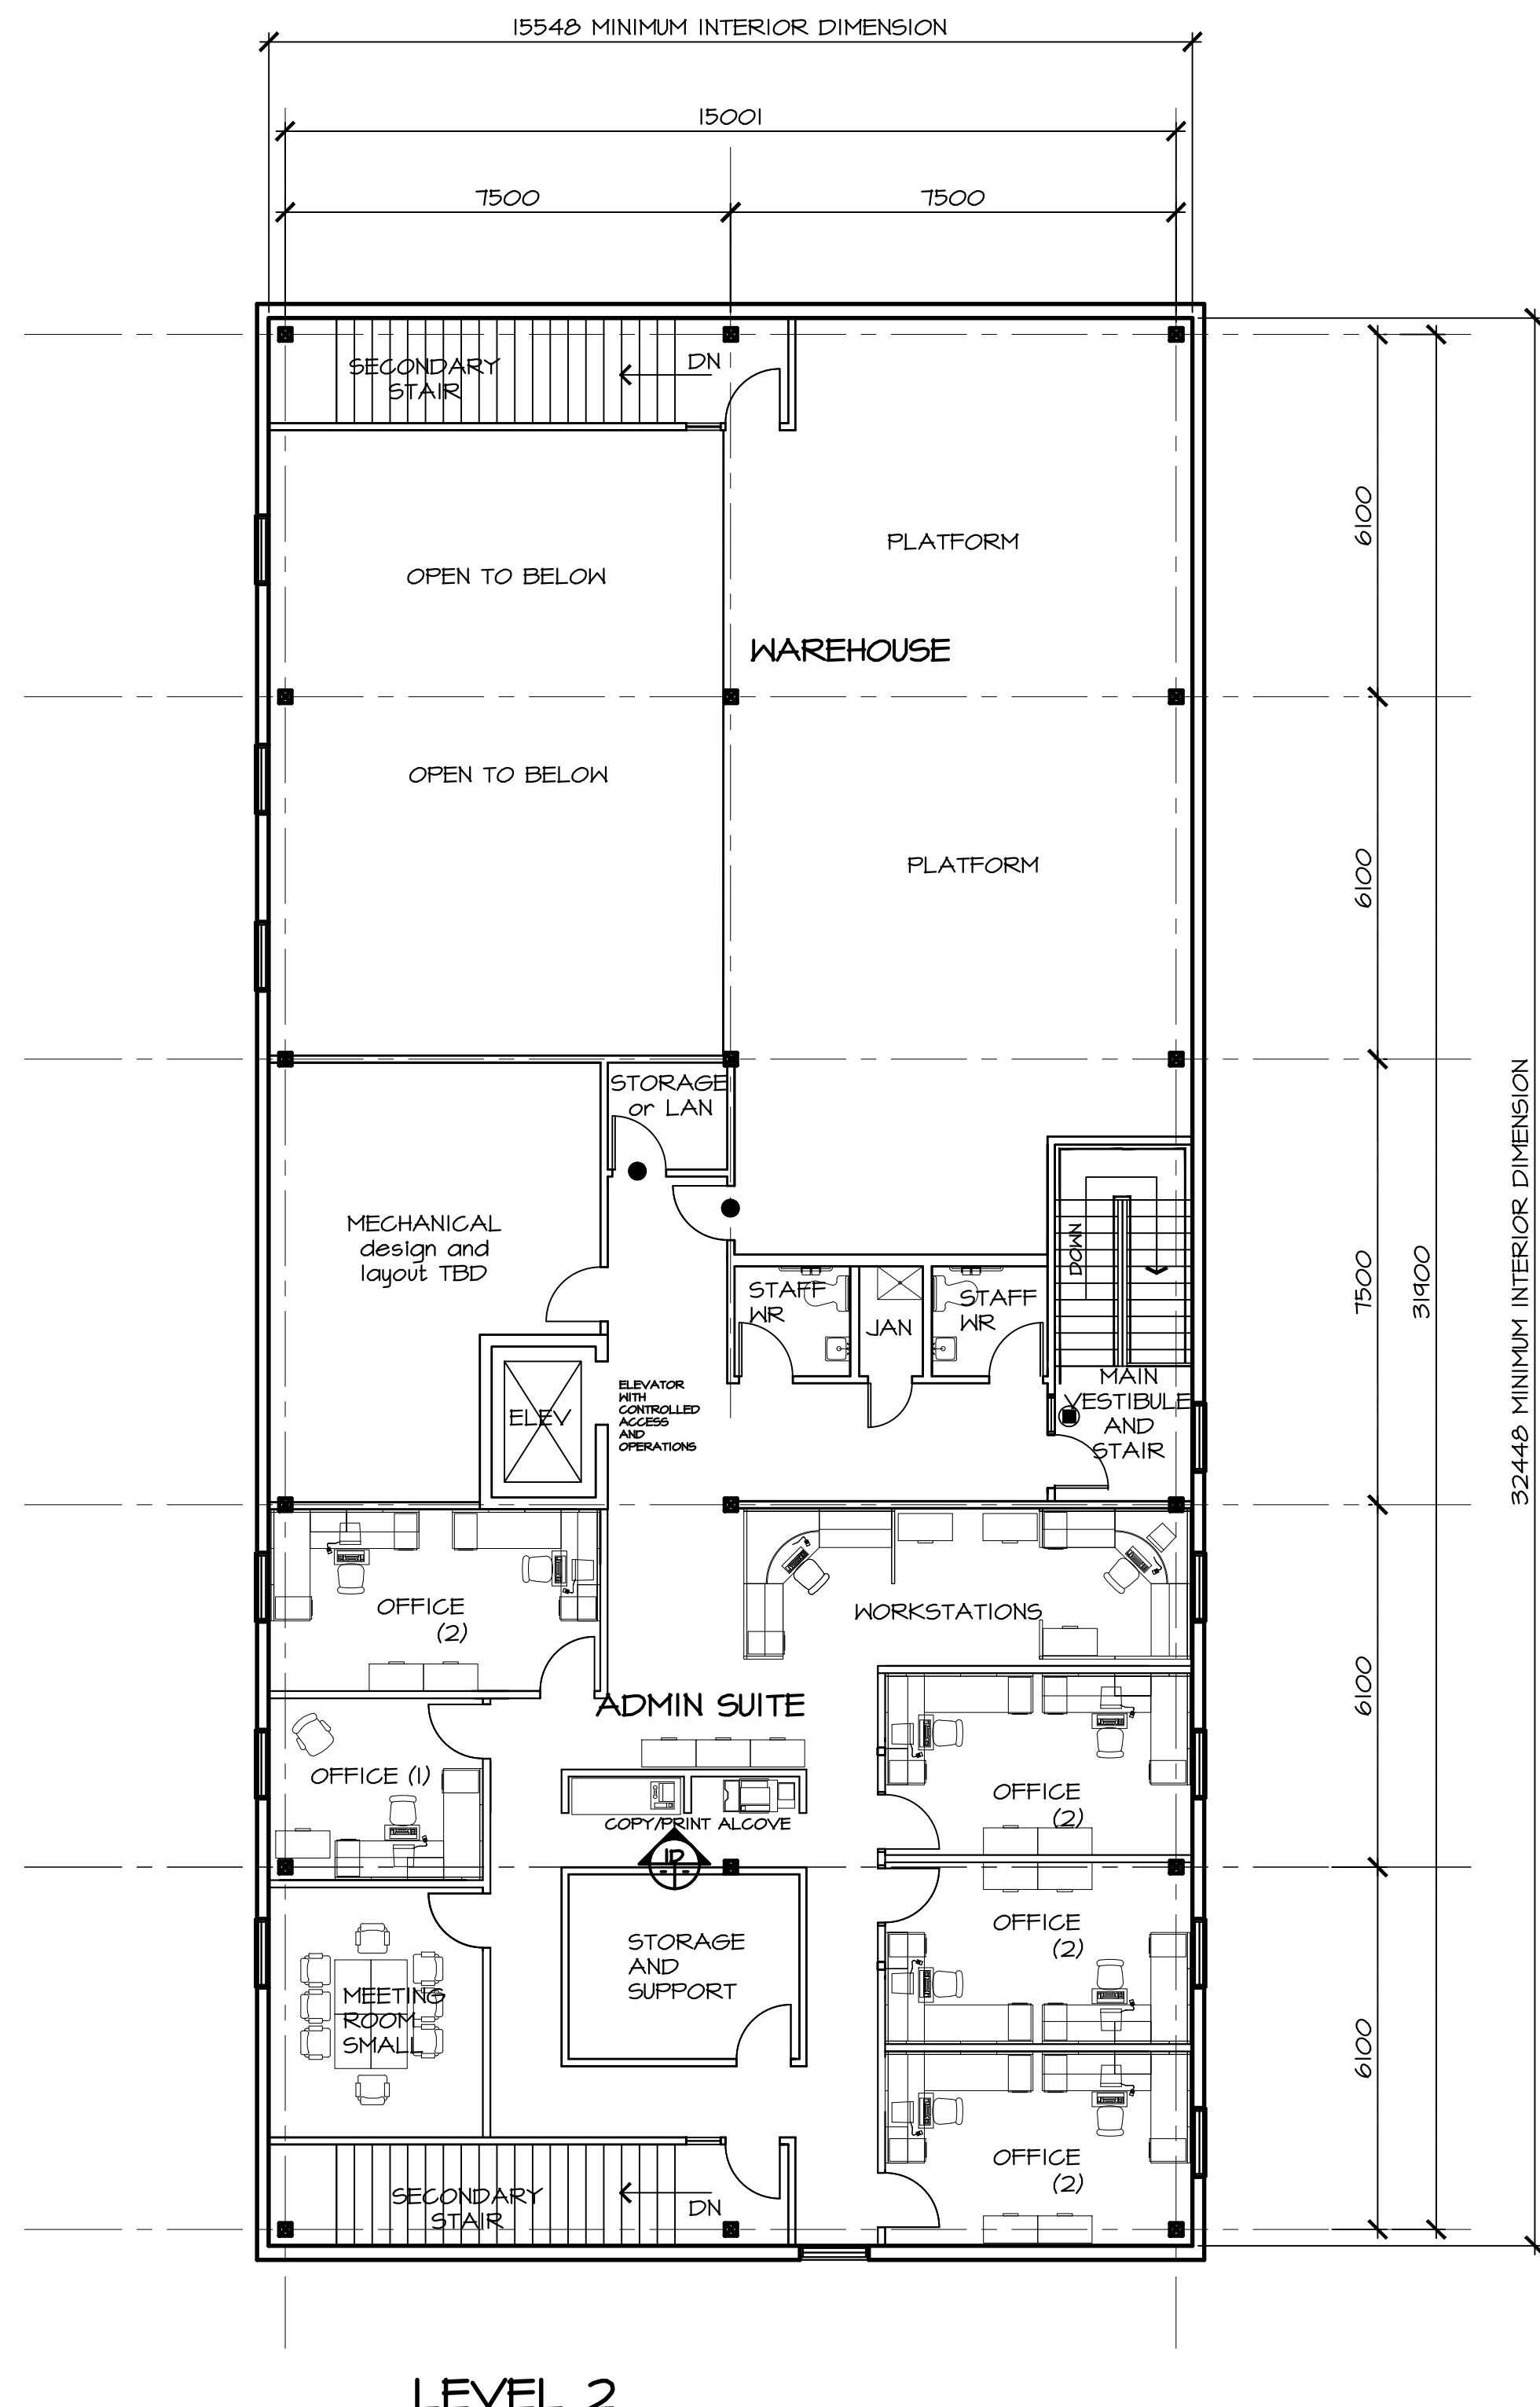 15548 MINIMUM INTERIOR DIMENSION
15001
7500
7500
SECONDARY
STAIR
DN
6100
PLATFORM
OPEN TO BELOW
WAREHOUSE
OPEN TO BELOW
PLATFORM
6100
STORAGE
or LAN
MECHANICAL
design and
layout TBD
DOWN
7500
31900
32448 MINIMUM INTERIOR DIMENSION
STAFF
WR
JAN
STAFF
WR
ELEV
ELEVATOR
WITH
CONTROLLED
ACCESS
AND
OPERATIONS
MAIN
VESTIBULE
AND
STAIR
OFFICE
(2)
WORKSTATIONS
6100
ADMIN SUITE
OFFICE (1)
OFFICE
(2)
COPY/PRINT ALCOVE
ID
OFFICE
(2)
STORAGE
AND
SUPPORT
MEETING
ROOM
SMALL
6100
OFFICE
(2)
SECONDARY
STAIR
DN
LEVEL 2